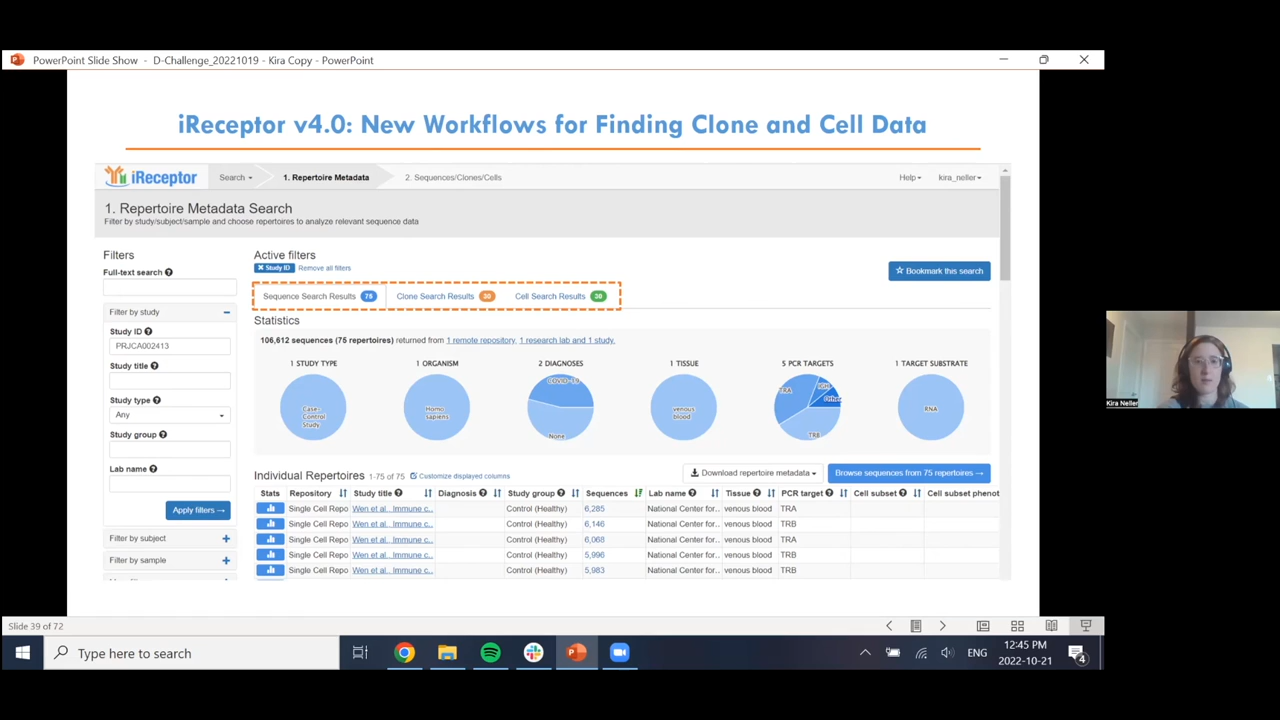 PowerPoint Slide Show - D-Challenge_20221019 - Kira Copy - PowerPoint
iReceptor v4.0: New Workflows for Finding Clone and Cell Data
iReceptor Search 1. Repertoire Metadata 2. Sequences/Clones/Cells Help kira_neller
1. Repertoire Metadata Search
Filter by study/subject/sample and choose repertoires to analyze relevant sequence data
Filters
Full-text search
Filter by study
Study ID
PRJCA002413
Study title
Study type
Any
Study group
Lab name
Apply filters →
Filter by subject
Filter by sample
Active filters
Study ID Remove all filters
Bookmark this search
Sequence Search Results 75 Clone Search Results 30 Cell Search Results 30
Statistics
106,612 sequences (75 repertoires) returned from 1 remote repository, 1 research lab and 1 study.
1 STUDY TYPE 1 ORGANISM 2 DIAGNOSES 1 TISSUE 5 PCR TARGETS 1 TARGET SUBSTRATE
Case-
Control
Study
Homo
sapiens
COVID-19
None
venous
blood
TRA
IGH
Other
TRB
RNA
Individual Repertoires 1-75 of 75 Customize displayed columns Download repertoire metadata Browse sequences from 75 repertoires →
Stats Repository Study title Diagnosis Study group Sequences Lab name Tissue PCR target Cell subset Cell subset phenot
Single Cell Repo Wen et al., Immune c... Control (Healthy) 6,285 National Center for... venous blood TRA
Single Cell Repo Wen et al., Immune c... Control (Healthy) 6,146 National Center for... venous blood TRB
Single Cell Repo Wen et al., Immune c... Control (Healthy) 6,068 National Center for... venous blood TRA
Single Cell Repo Wen et al., Immune c... Control (Healthy) 5,996 National Center for... venous blood TRB
Single Cell Repo Wen et al., Immune c... Control (Healthy) 5,983 National Center for... venous blood TRB
Kira Neller
Slide 39 of 72
Type here to search
ENG
12:45 PM
2022-10-21
4